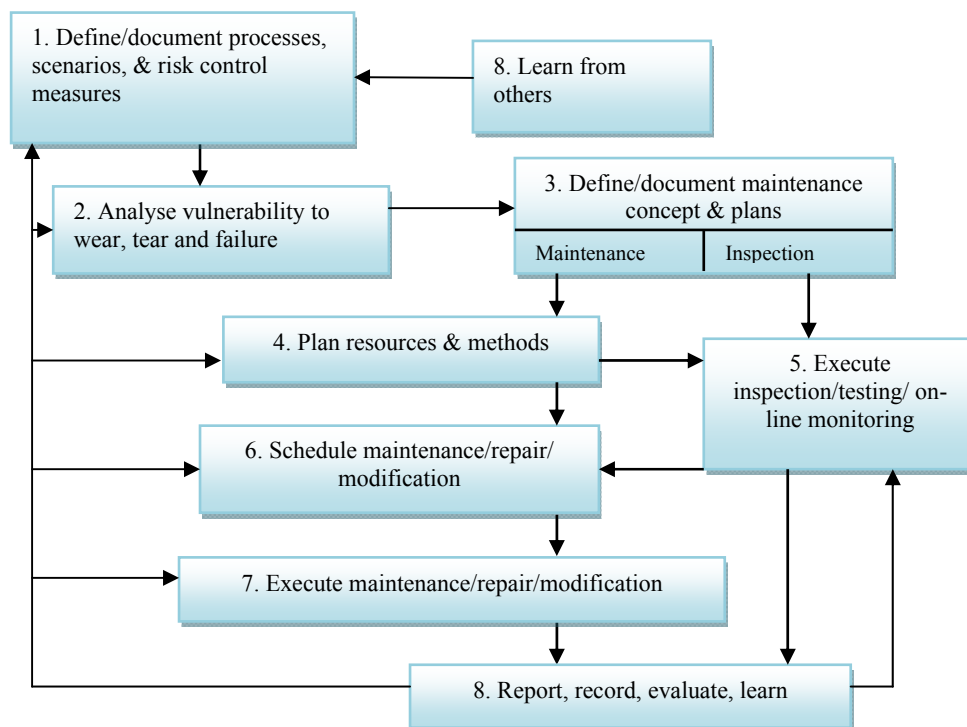 1. Define/document processes,
scenarios, & risk control
measures
8. Learn from
others
2. Analyse vulnerability to
wear, tear and failure
3. Define/document maintenance
concept & plans
Maintenance
Inspection
4. Plan resources & methods
5. Execute
inspection/testing/ on-
line monitoring
6. Schedule maintenance/repair/
modification
7. Execute maintenance/repair/modification
8. Report, record, evaluate, learn